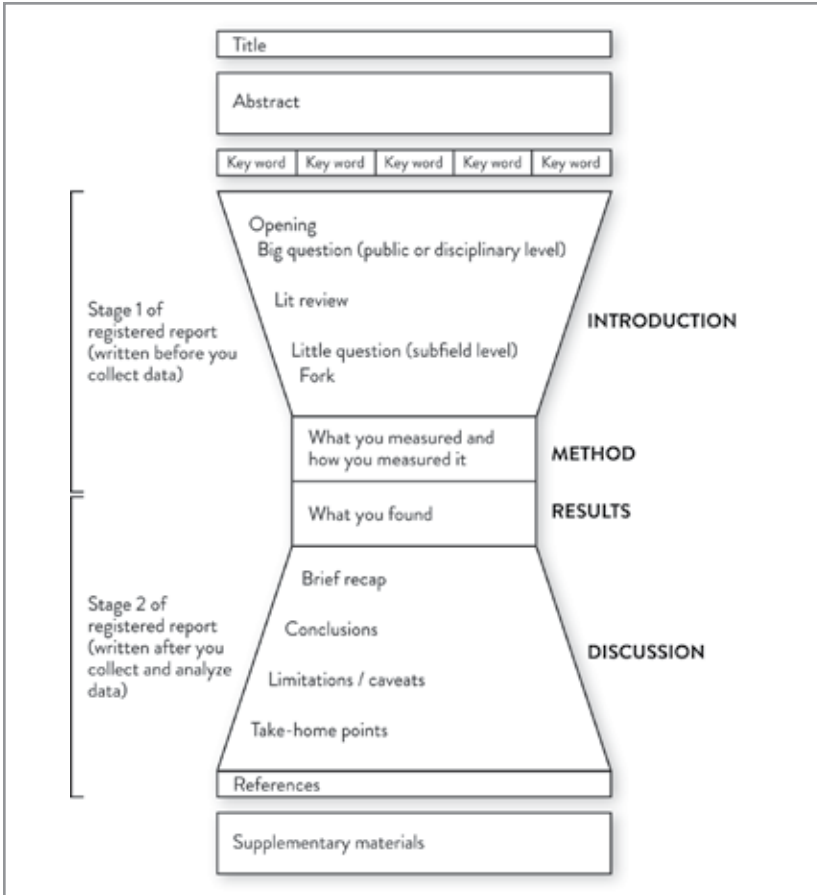 Title
Abstract
Key word Key word Key word Key word Key word
Opening
Big question (public or disciplinary level)
Lit review
Little question (subfield level)
Fork
INTRODUCTION
Stage 1 of
registered report
(written before you
collect data)
What you measured and
how you measured it
METHOD
What you found
RESULTS
Stage 2 of
registered report
(written after you
collect and analyze
data)
Brief recap
Conclusions
Limitations / caveats
Take-home points
DISCUSSION
References
Supplementary materials